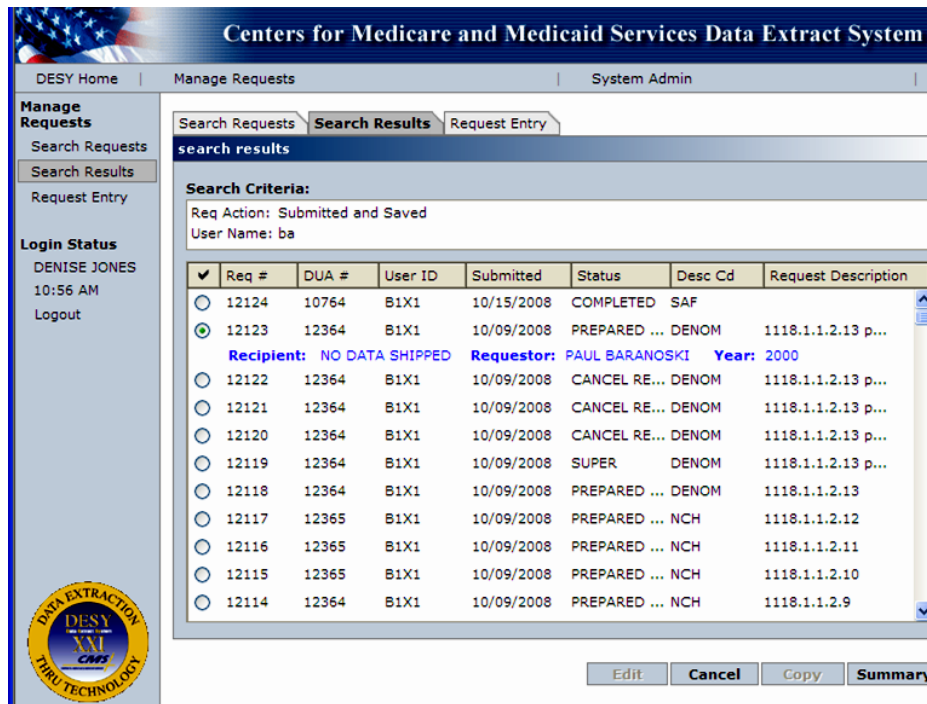 Centers for Medicare and Medicaid Services Data Extract System
DESY Home | Manage Requests | System Admin |
Manage
Requests
Search Requests
Search Results
Request Entry
Login Status
DENISE JONES
10:56 AM
Logout
Search Requests Search Results Request Entry
search results
Search Criteria:
Req Action: Submitted and Saved
User Name: ba
Req # DUA # User ID Submitted Status Desc Cd Request Description
12124 10764 B1X1 10/15/2008 COMPLETED SAF
12123 12364 B1X1 10/09/2008 PREPARED ... DENOM 1118.1.1.2.13 p...
Recipient: NO DATA SHIPPED Requestor: PAUL BARANOSKI Year: 2000
12122 12364 B1X1 10/09/2008 CANCEL RE... DENOM 1118.1.1.2.13 p...
12121 12364 B1X1 10/09/2008 CANCEL RE... DENOM 1118.1.1.2.13 p...
12120 12364 B1X1 10/09/2008 CANCEL RE... DENOM 1118.1.1.2.13 p...
12119 12364 B1X1 10/09/2008 SUPER DENOM 1118.1.1.2.13 p...
12118 12364 B1X1 10/09/2008 PREPARED ... DENOM 1118.1.1.2.13
12117 12365 B1X1 10/09/2008 PREPARED ... NCH 1118.1.1.2.12
12116 12365 B1X1 10/09/2008 PREPARED ... NCH 1118.1.1.2.11
12115 12365 B1X1 10/09/2008 PREPARED ... NCH 1118.1.1.2.10
12114 12364 B1X1 10/09/2008 PREPARED ... NCH 1118.1.1.2.9
DATA EXTRACTION
DESY
Data Extract System
XXI
CMS
THRU TECHNOLOGY
Edit Cancel Copy Summary